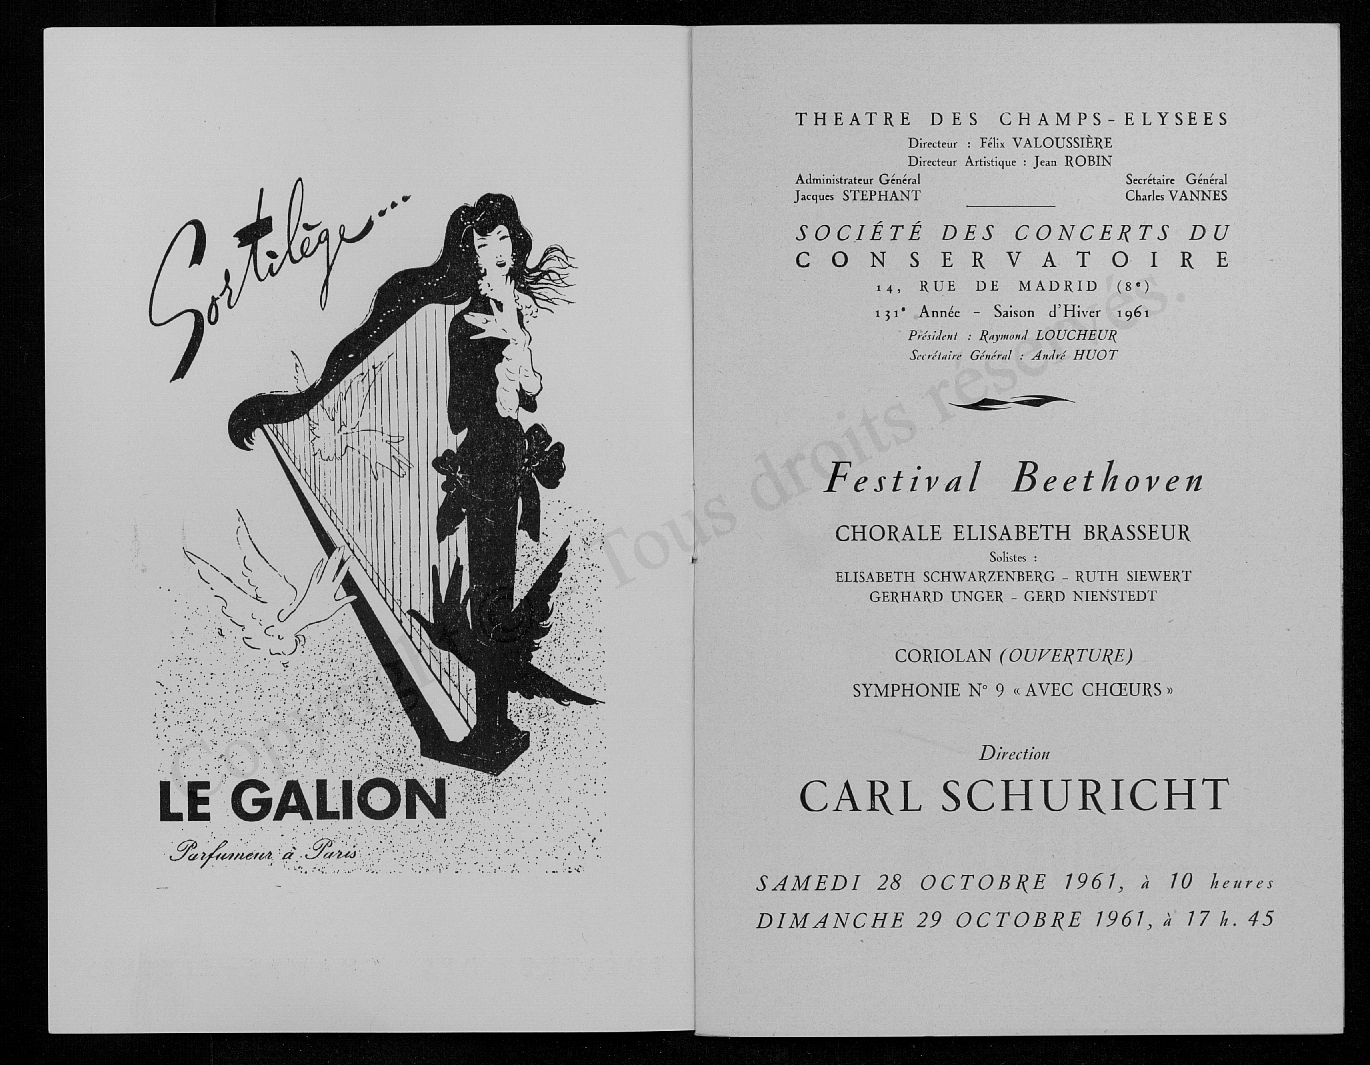 Sortilège...
LE GALION
Parfumeur à Paris
THEATRE DES CHAMPS-ELYSEES
Directeur : Félix VALOUSSIÈRE
Directeur Artistique : Jean ROBIN
Administrateur Général
Jacques STEPHANT
Secrétaire Général
Charles VANNES
SOCIÉTÉ DES CONCERTS DU
CONSERVATOIRE
14, RUE DE MADRID (8e)
131e Année - Saison d'Hiver 1961
Président : Raymond LOUCHEUR
Secrétaire Général : André HUOT
Festival Beethoven
CHORALE ELISABETH BRASSEUR
Solistes :
ELISABETH SCHWARZENBERG - RUTH SIEWERT
GERHARD UNGER - GERD NIENSTEDT
CORIOLAN (OUVERTURE)
SYMPHONIE N° 9 « AVEC CHŒURS »
Direction
CARL SCHURICHT
SAMEDI 28 OCTOBRE 1961, à 10 heures
DIMANCHE 29 OCTOBRE 1961, à 17 h. 45
Copyright © Tous droits réservés.